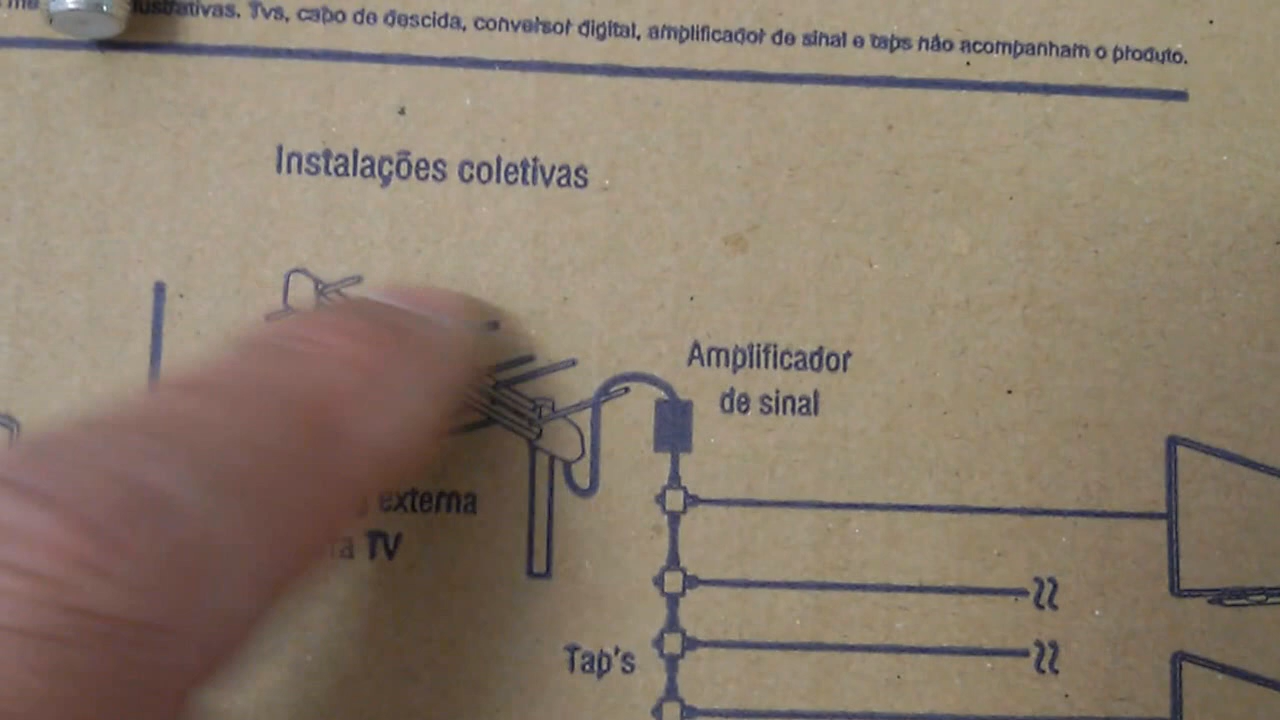 ilustrativas. Tvs, cabo de descida, conversor digital, amplificador de sinal e taps não acompanham o produto.
Instalações coletivas
Amplificador
de sinal
externa
TV
Tap's